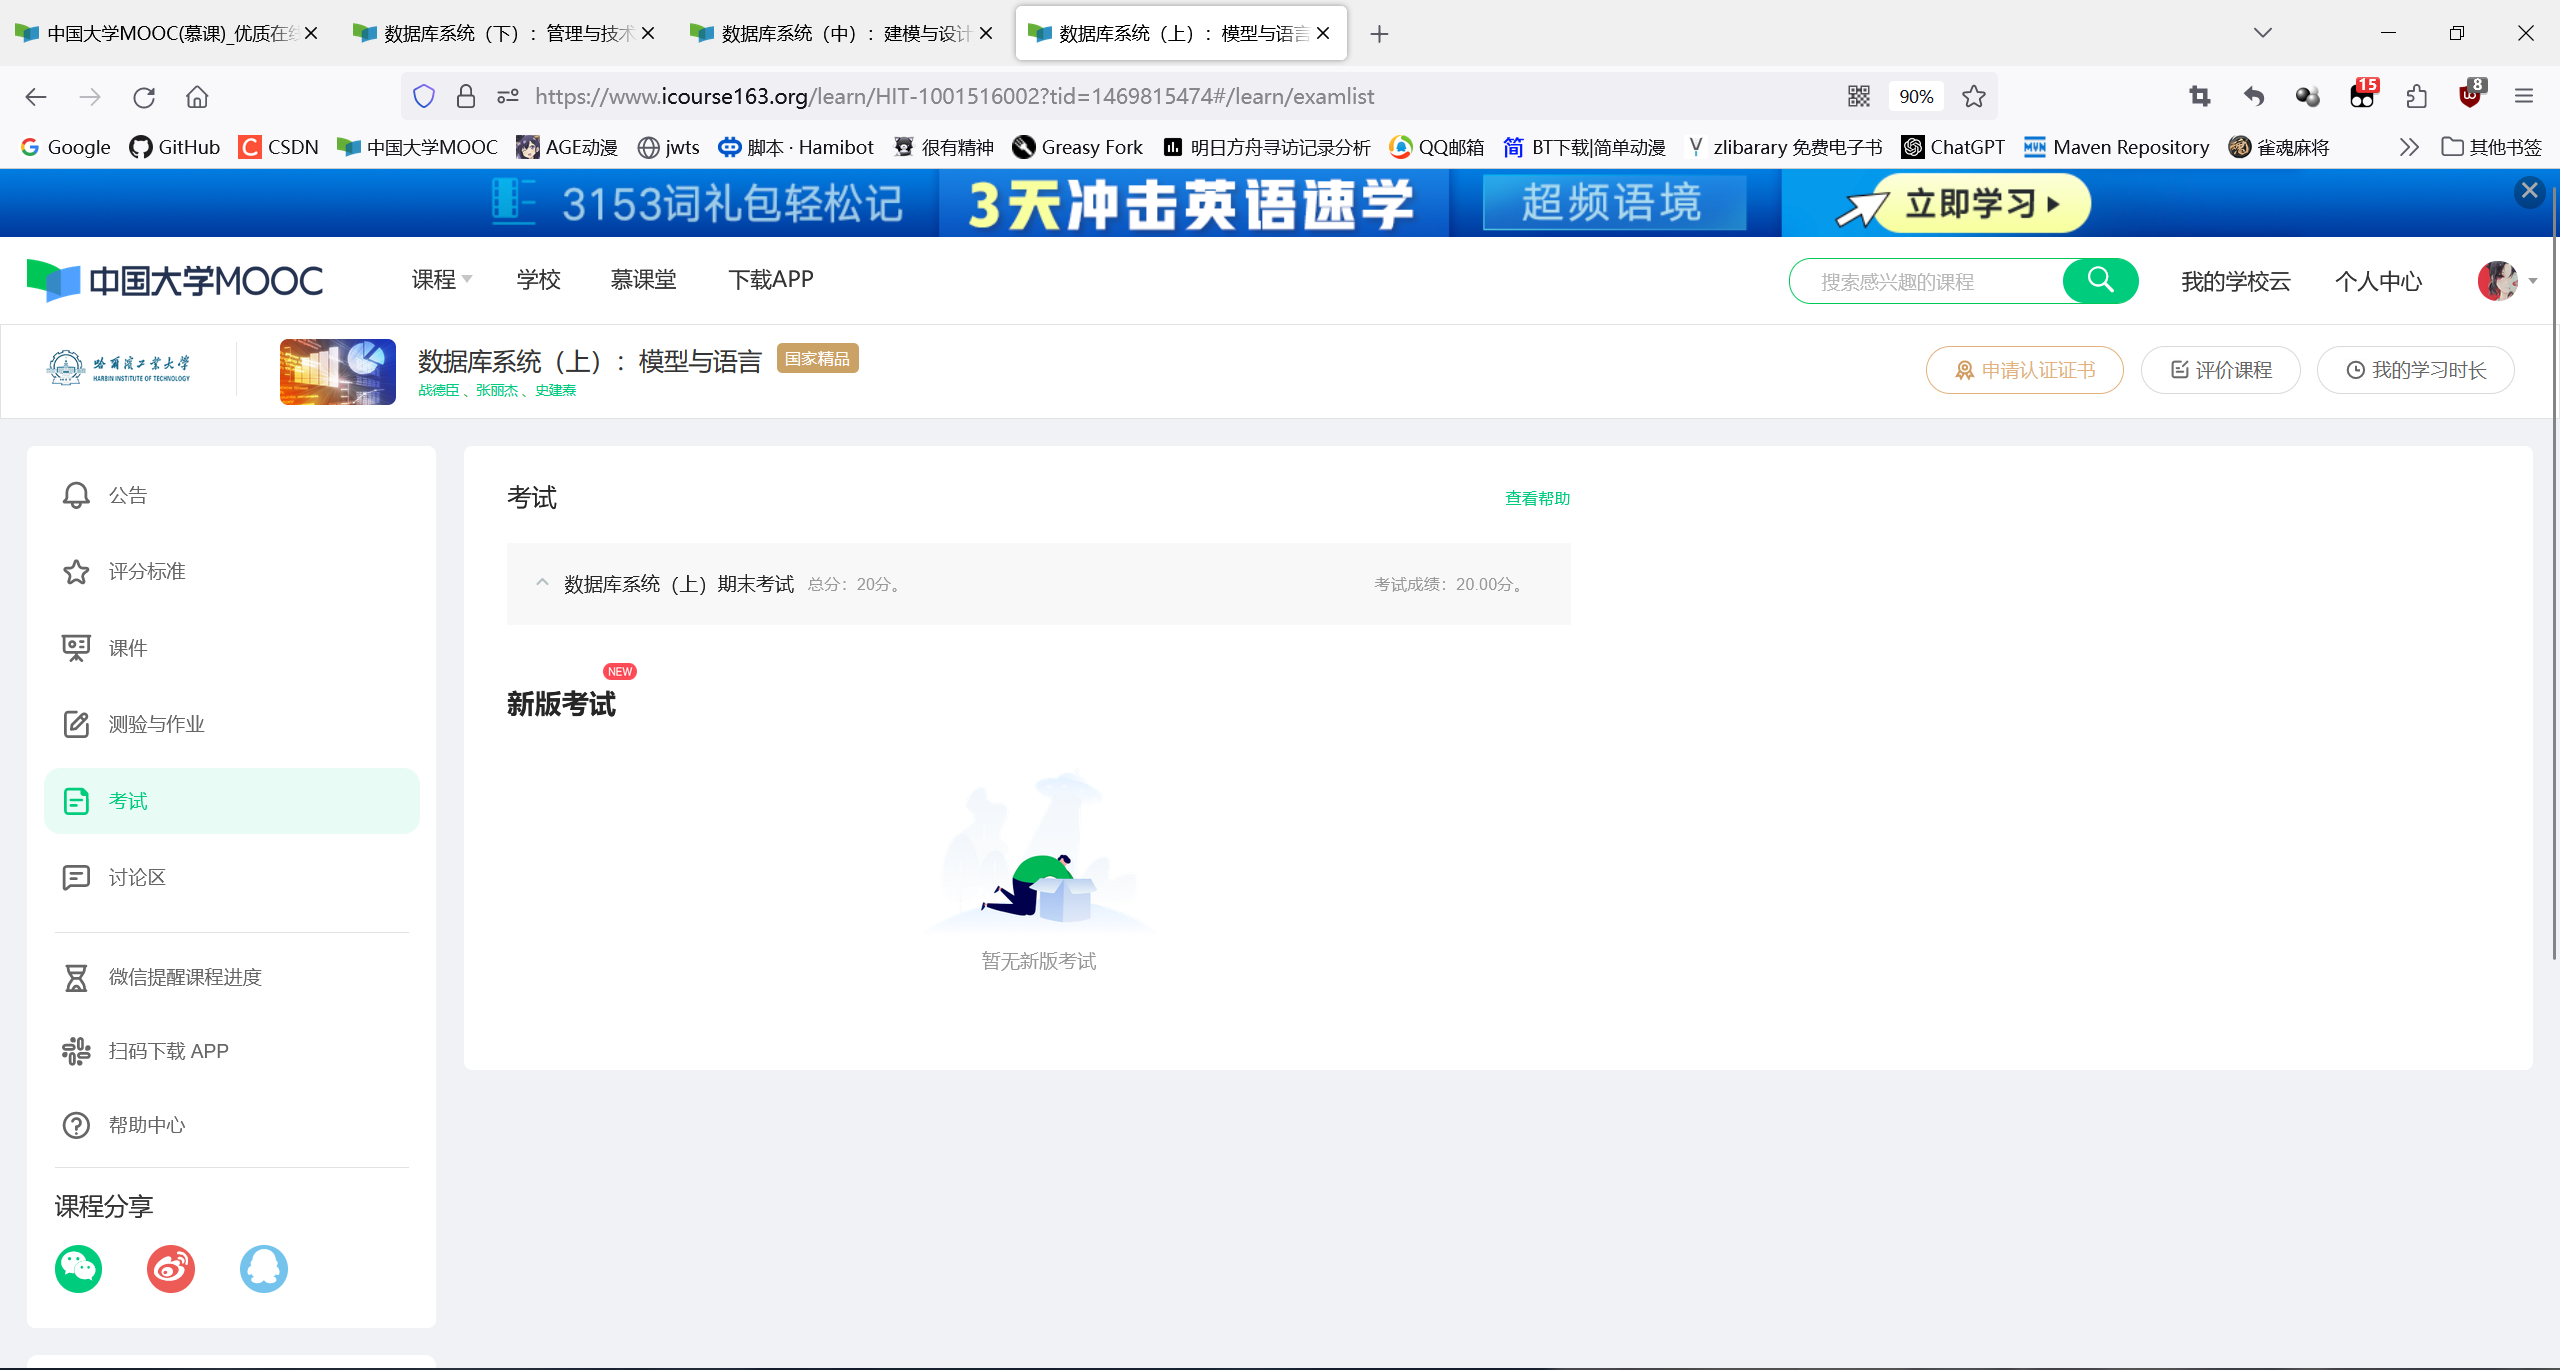 中国大学MOOC(慕课)_优质在线
数据库系统（下）：管理与技术
数据库系统（中）：建模与设计
数据库系统（上）：模型与语言
https://www.icourse163.org/learn/HIT-1001516002?tid=1469815474#/learn/examlist
90%
15
8
Google GitHub CSDN 中国大学MOOC AGE动漫 jwts 脚本 · Hamibot 很有精神 Greasy Fork 明日方舟寻访记录分析 QQ邮箱 BT下载|简单动漫 zlibarary 免费电子书 ChatGPT Maven Repository 雀魂麻将 其他书签
3153词礼包轻松记 3天冲击英语速学 超频语境 立即学习
中国大学MOOC 课程 学校 慕课堂 下载APP 搜索感兴趣的课程 我的学校云 个人中心
哈尔滨工业大学
HARBIN INSTITUTE OF TECHNOLOGY
数据库系统（上）：模型与语言 国家精品
战德臣、张丽杰、史建焘
申请认证证书 评价课程 我的学习时长
公告
评分标准
课件
测验与作业
考试
讨论区
微信提醒课程进度
扫码下载 APP
帮助中心
课程分享
考试 查看帮助
数据库系统（上）期末考试 总分：20分。 考试成绩：20.00分。
NEW
新版考试
暂无新版考试